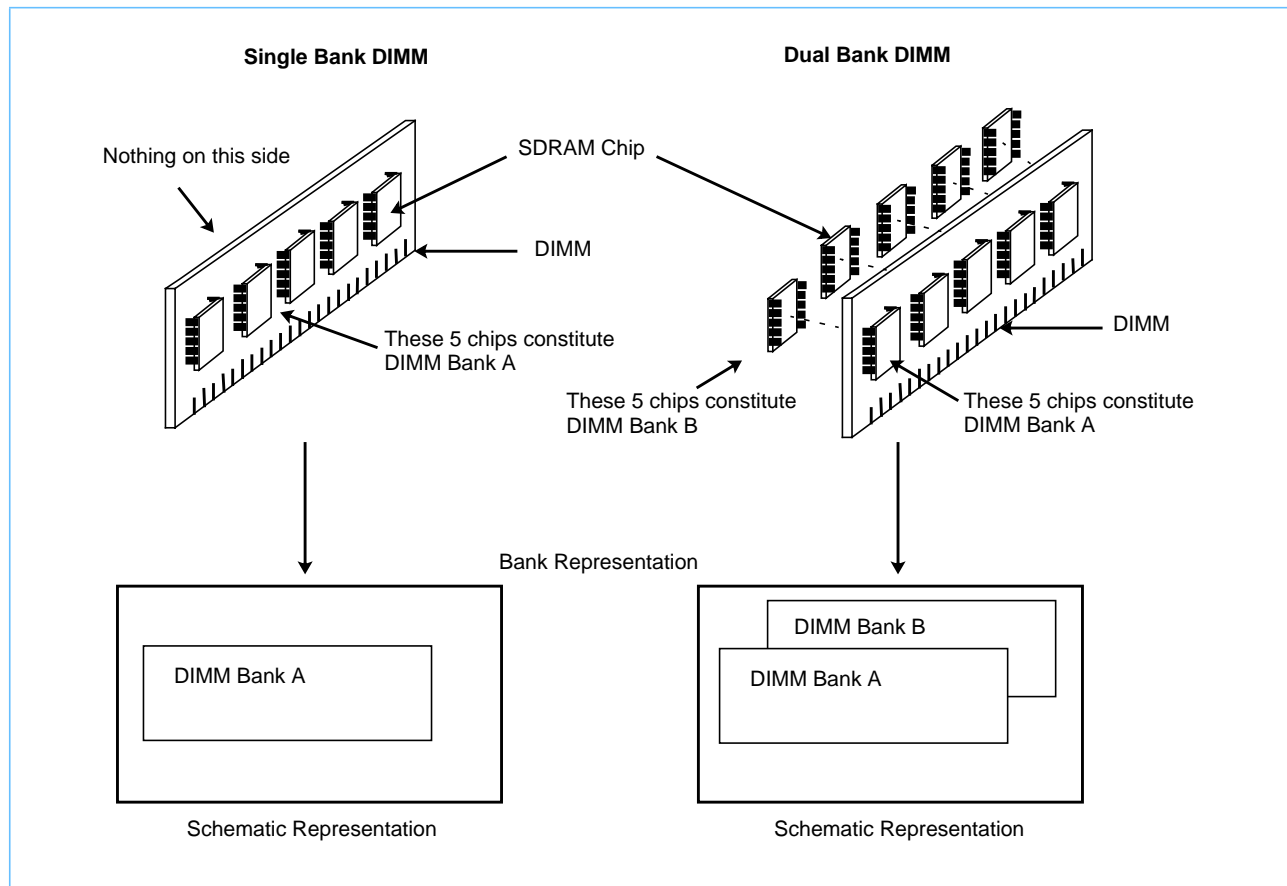 Single Bank DIMM
Dual Bank DIMM
Nothing on this side
SDRAM Chip
DIMM
These 5 chips constitute
DIMM Bank A
DIMM
These 5 chips constitute
DIMM Bank B
These 5 chips constitute
DIMM Bank A
Bank Representation
DIMM Bank A
DIMM Bank B
DIMM Bank A
Schematic Representation
Schematic Representation